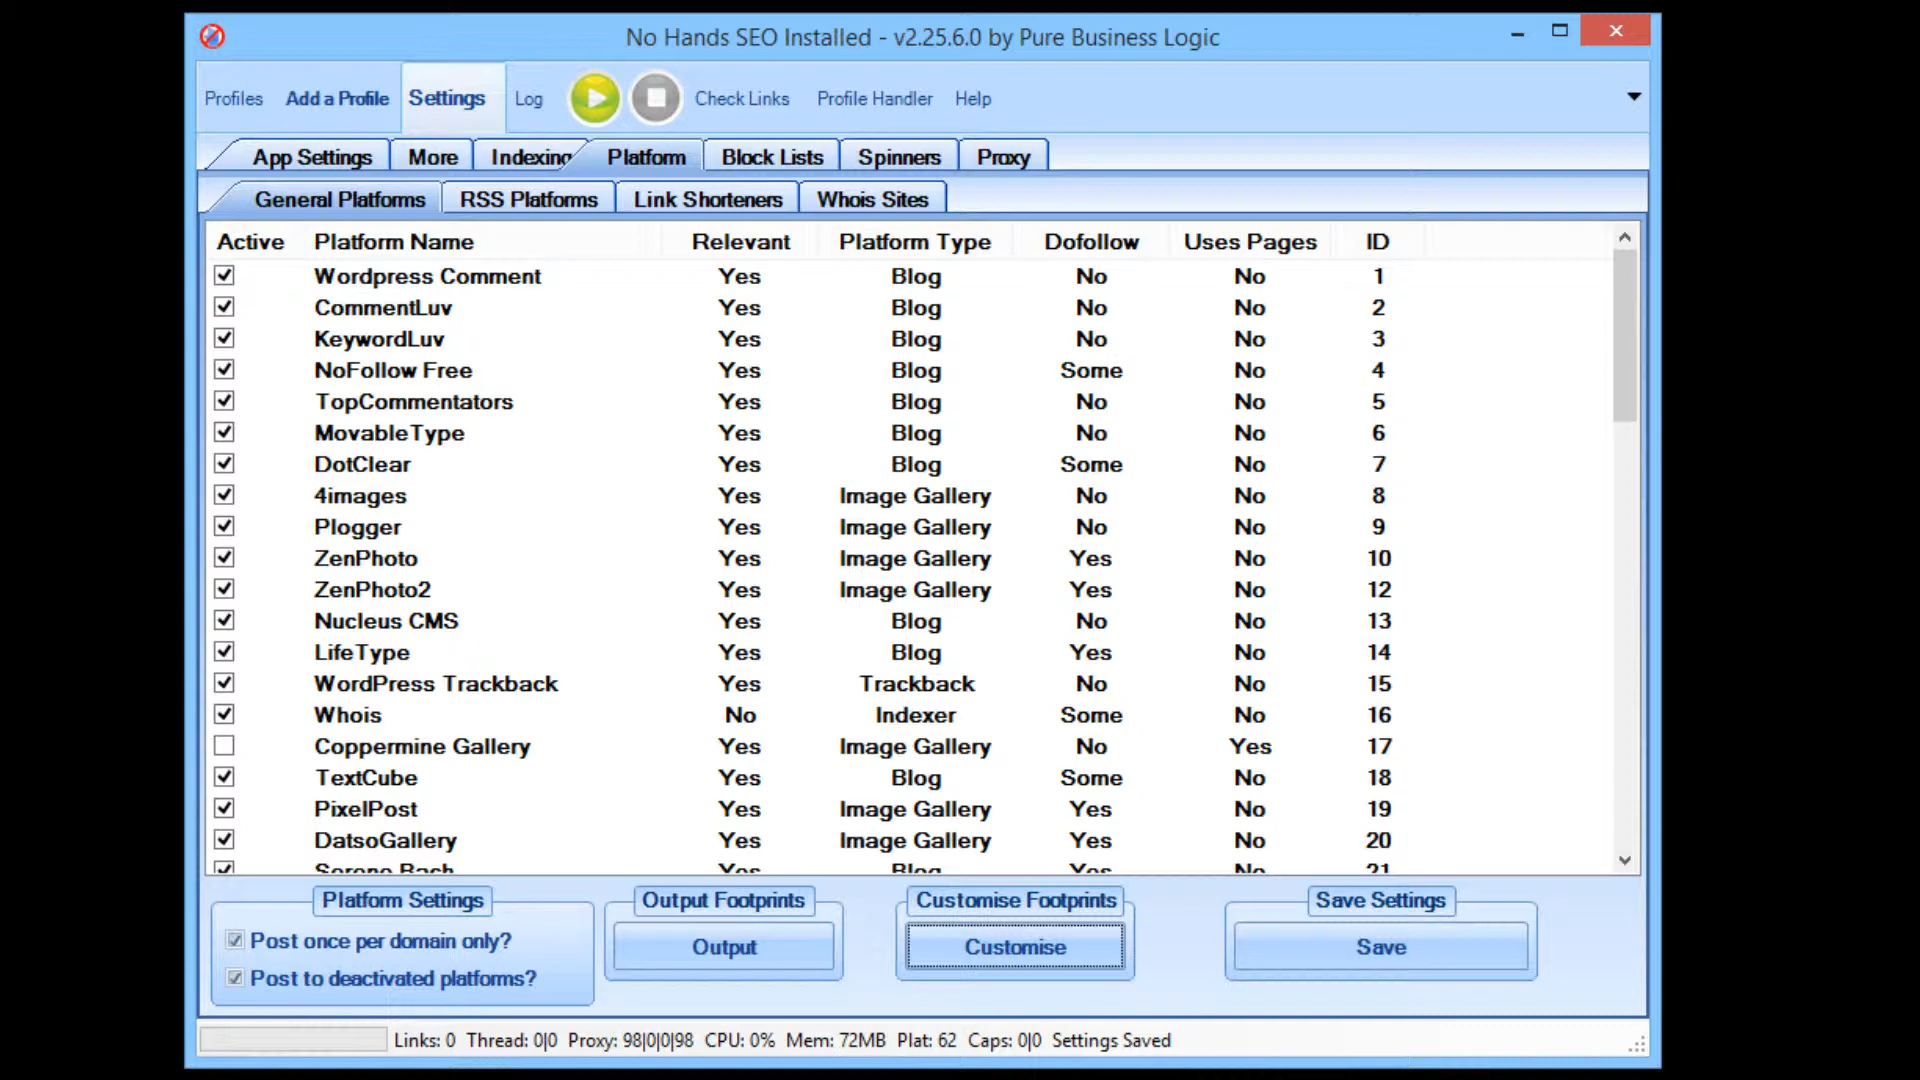 No Hands SEO Installed - v2.25.6.0 by Pure Business Logic
Profiles Add a Profile Settings Log Check Links Profile Handler Help
App Settings More Indexing Platform Block Lists Spinners Proxy
General Platforms RSS Platforms Link Shorteners Whois Sites
Active Platform Name Relevant Platform Type Dofollow Uses Pages ID
Wordpress Comment Yes Blog No No 1
CommentLuv Yes Blog No No 2
KeywordLuv Yes Blog No No 3
NoFollow Free Yes Blog Some No 4
TopCommentators Yes Blog No No 5
MovableType Yes Blog No No 6
DotClear Yes Blog Some No 7
4images Yes Image Gallery No No 8
Plogger Yes Image Gallery No No 9
ZenPhoto Yes Image Gallery Yes No 10
ZenPhoto2 Yes Image Gallery Yes No 12
Nucleus CMS Yes Blog No No 13
LifeType Yes Blog Yes No 14
WordPress Trackback Yes Trackback No No 15
Whois No Indexer Some No 16
Coppermine Gallery Yes Image Gallery No Yes 17
TextCube Yes Blog Some No 18
PixelPost Yes Image Gallery Yes No 19
DatsoGallery Yes Image Gallery Yes No 20
Serene Bach Yes Blog Yes No 21
Platform Settings Output Footprints Customise Footprints Save Settings
Post once per domain only? Output Customise Save
Post to deactivated platforms?
Links: 0 Thread: 0|0 Proxy: 98|0|0|98 CPU: 0% Mem: 72MB Plat: 62 Caps: 0|0 Settings Saved